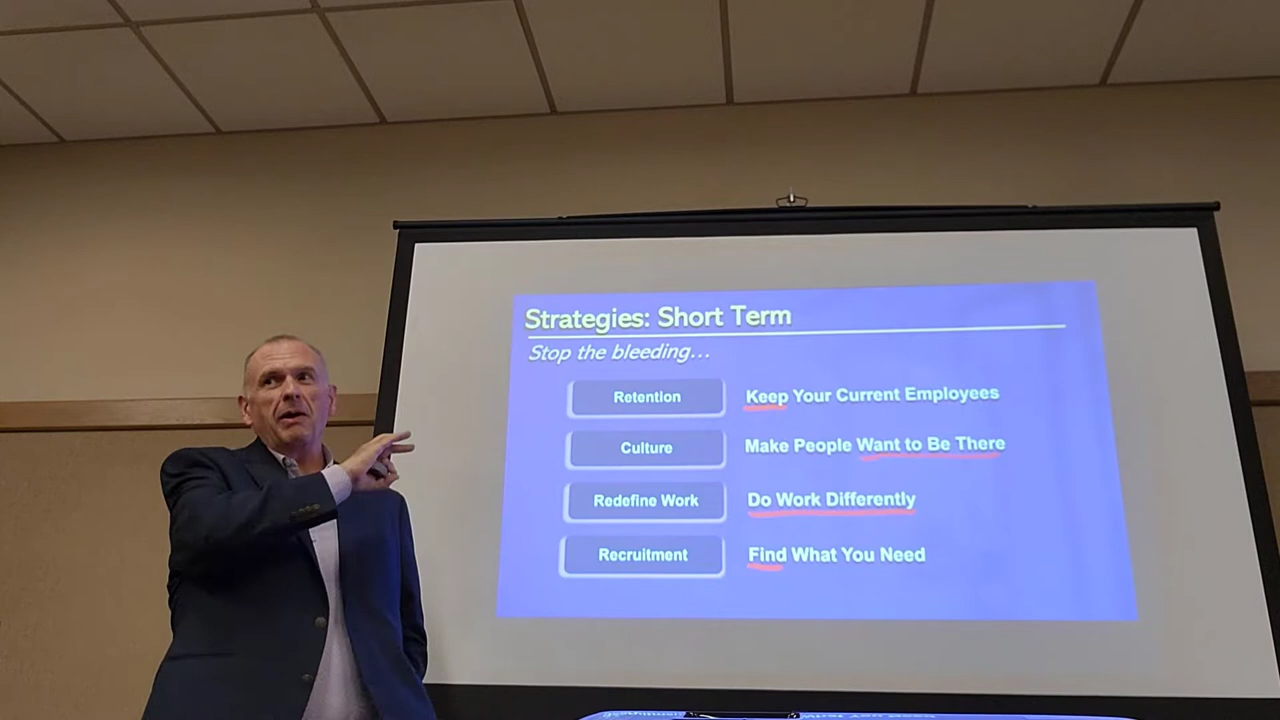 Strategies: Short Term
Stop the bleeding...
Retention Keep Your Current Employees
Culture Make People Want to Be There
Redefine Work Do Work Differently
Recruitment Find What You Need